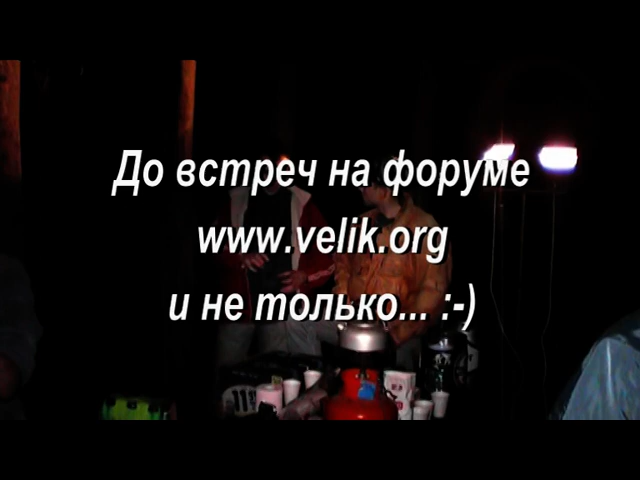 До встреч на форуме
www.velik.org
и не только... :-)